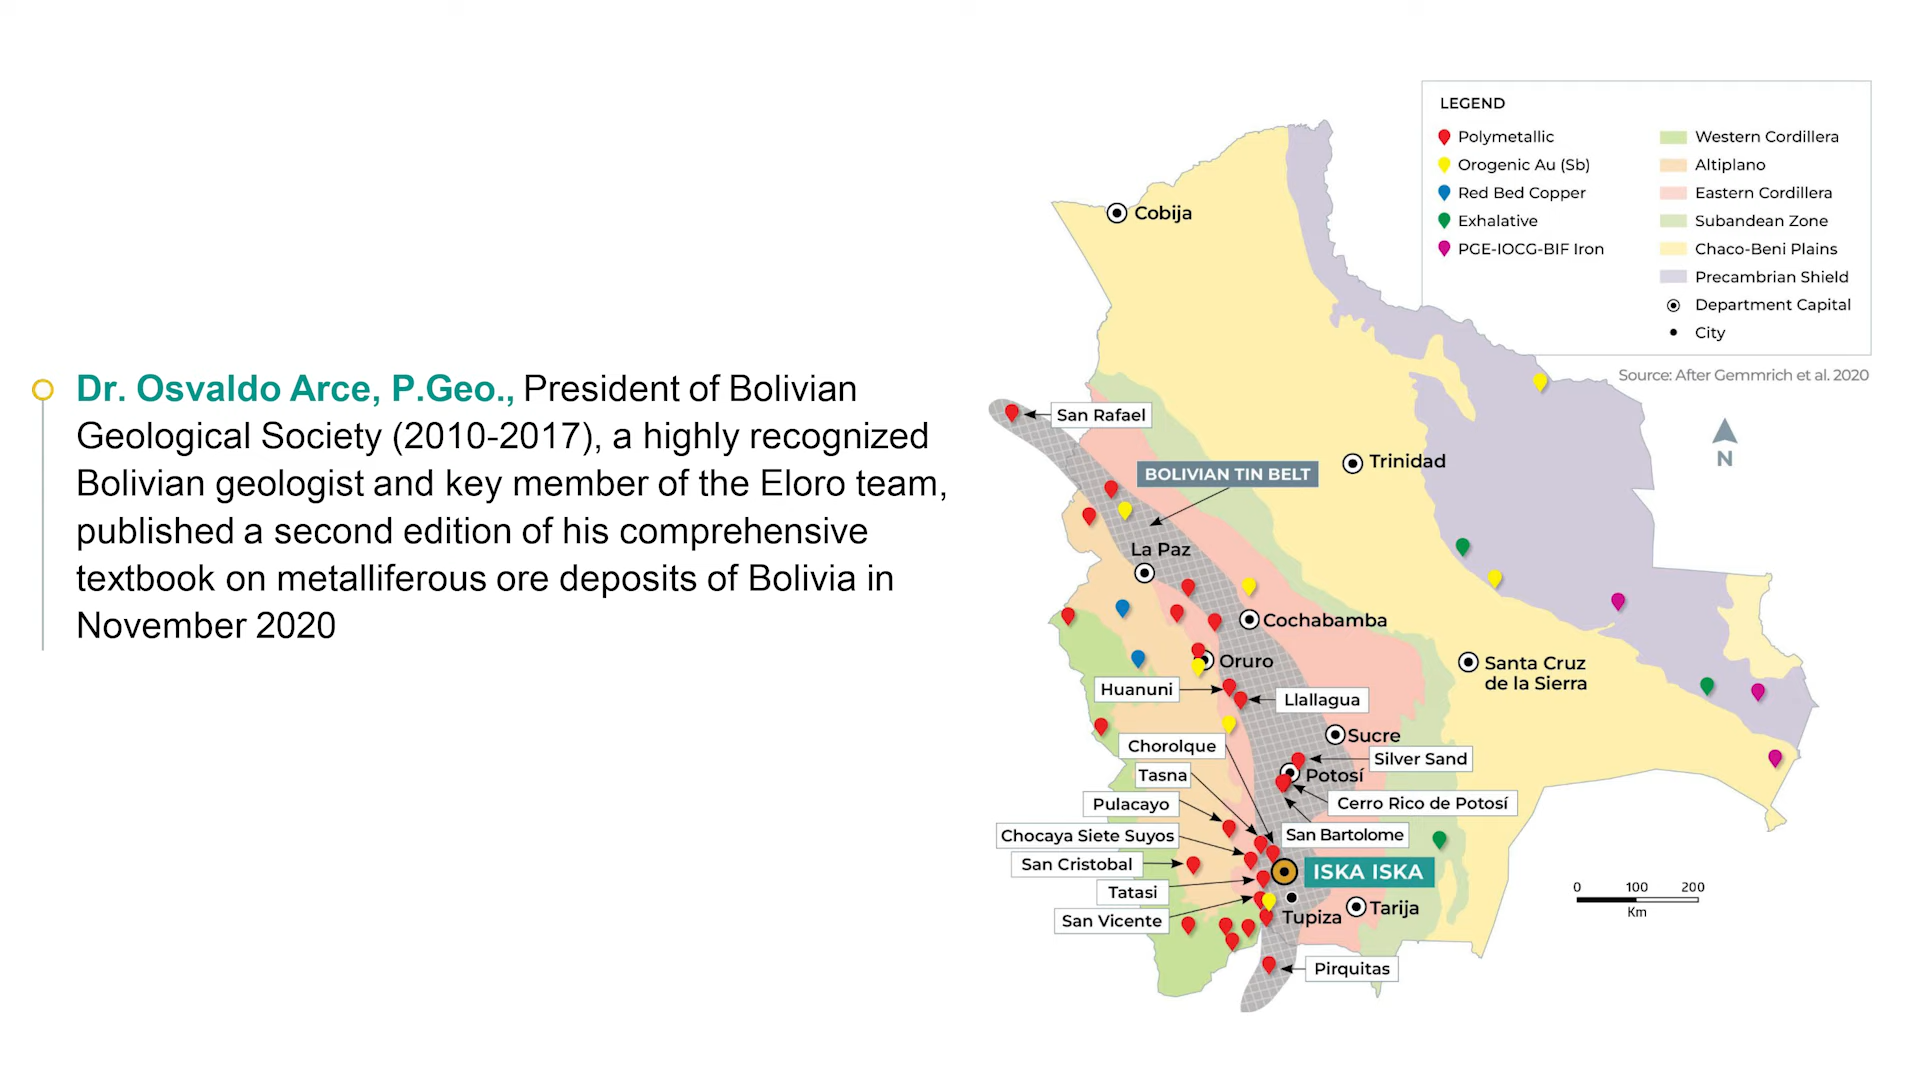 Dr. Osvaldo Arce, P.Geo., President of Bolivian
Geological Society (2010-2017), a highly recognized
Bolivian geologist and key member of the Eloro team,
published a second edition of his comprehensive
textbook on metalliferous ore deposits of Bolivia in
November 2020
LEGEND
Polymetallic
Orogenic Au (Sb)
Red Bed Copper
Exhalative
PGE-IOCG-BIF Iron
Western Cordillera
Altiplano
Eastern Cordillera
Subandean Zone
Chaco-Beni Plains
Precambrian Shield
Department Capital
City
Source: After Gemmrich et al. 2020
N
Cobija
San Rafael
BOLIVIAN TIN BELT
Trinidad
La Paz
Cochabamba
Oruro
Santa Cruz
de la Sierra
Huanuni
Llallagua
Sucre
Chorolque
Silver Sand
Tasna
Potosí
Pulacayo
Cerro Rico de Potosí
Chocaya Siete Suyos
San Bartolome
San Cristobal
ISKA ISKA
Tatasi
San Vicente
Tupiza
Tarija
Pirquitas
0 100 200
Km